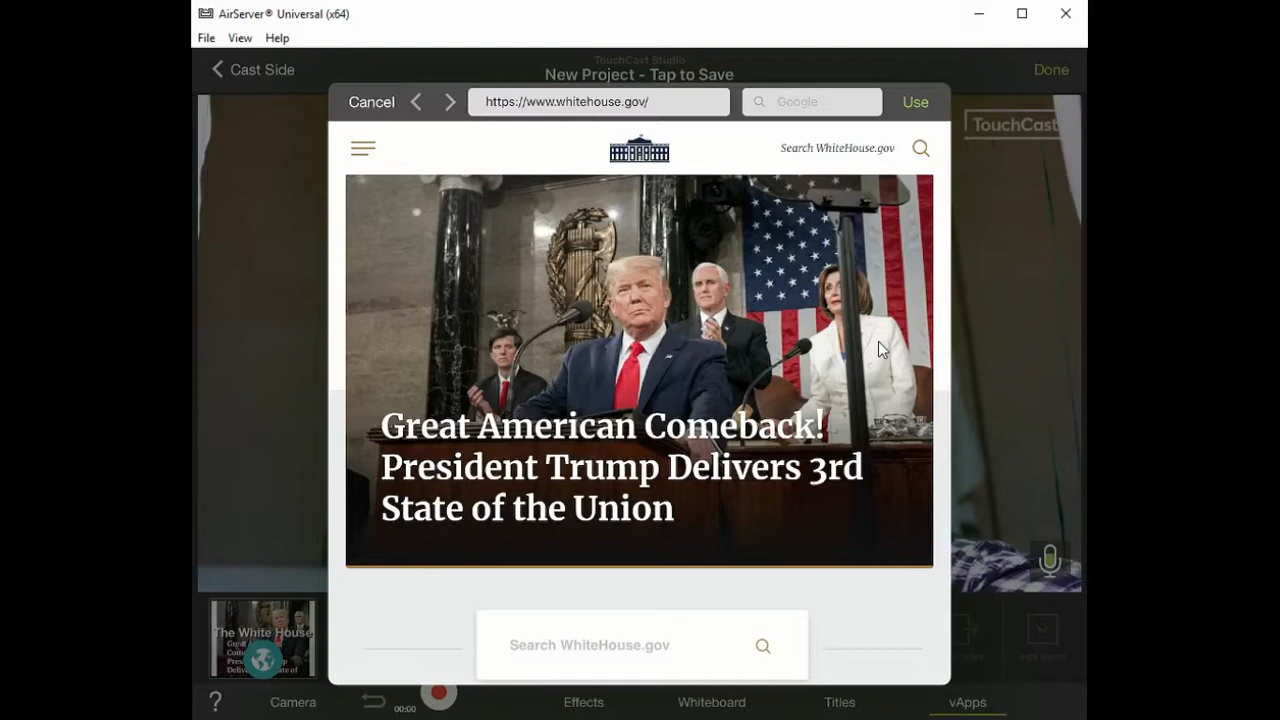 AirServer® Universal (x64)
File View Help
TouchCast Studio
Cast Side New Project - Tap to Save Done
Cancel https://www.whitehouse.gov/ Google Use
TouchCast
Search WhiteHouse.gov
Great American Comeback!
President Trump Delivers 3rd
State of the Union
The White House
Great American
Search WhiteHouse.gov
? Camera 00:00 Effects Whiteboard Titles vApps